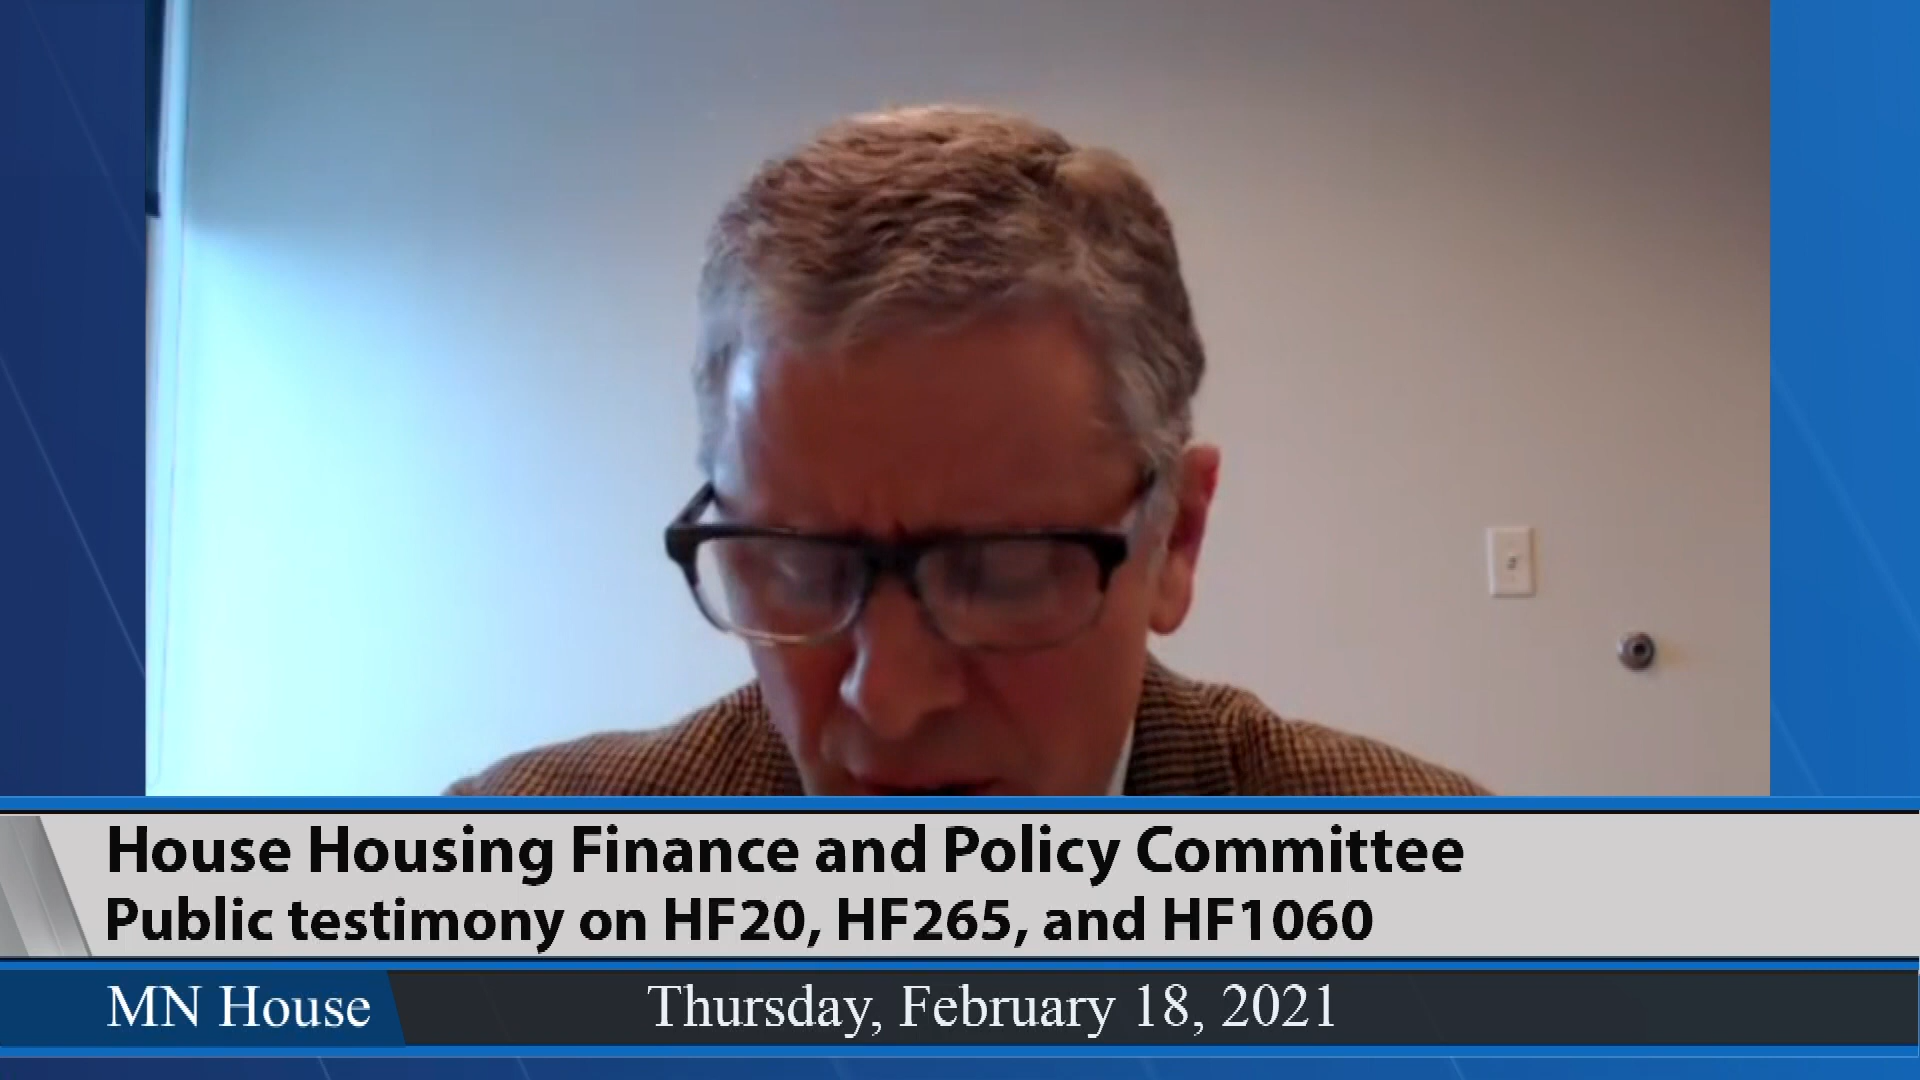 House Housing Finance and Policy Committee
Public testimony on HF20, HF265, and HF1060
MN House
Thursday, February 18, 2021